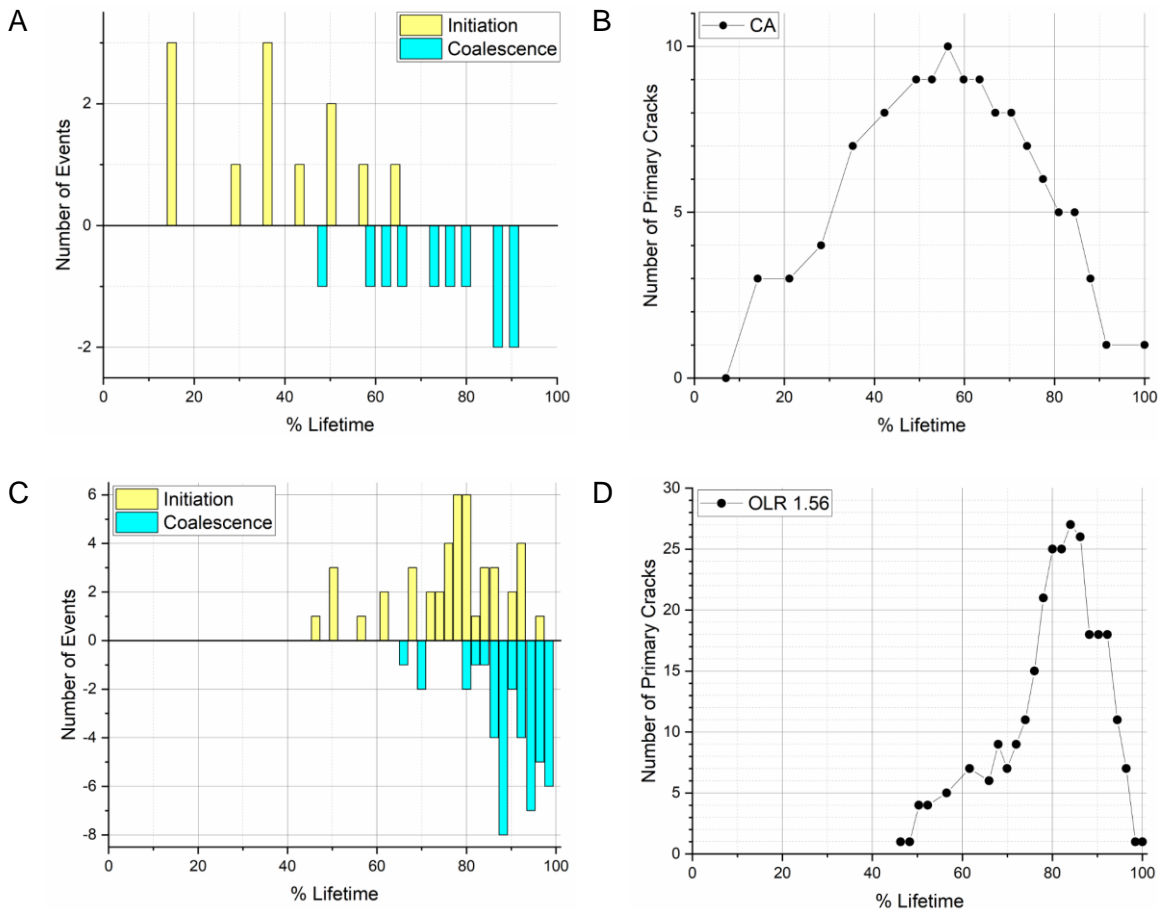 A
Initiation
Coalescence
Number of Events
2
0
-2
0
20
40
60
80
100
% Lifetime
B
CA
Number of Primary Cracks
10
5
0
0
20
40
60
80
100
% Lifetime
C
Initiation
Coalescence
Number of Events
6
4
2
0
-2
-4
-6
-8
0
20
40
60
80
100
% Lifetime
D
OLR 1.56
Number of Primary Cracks
30
25
20
15
10
5
0
0
20
40
60
80
100
% Lifetime